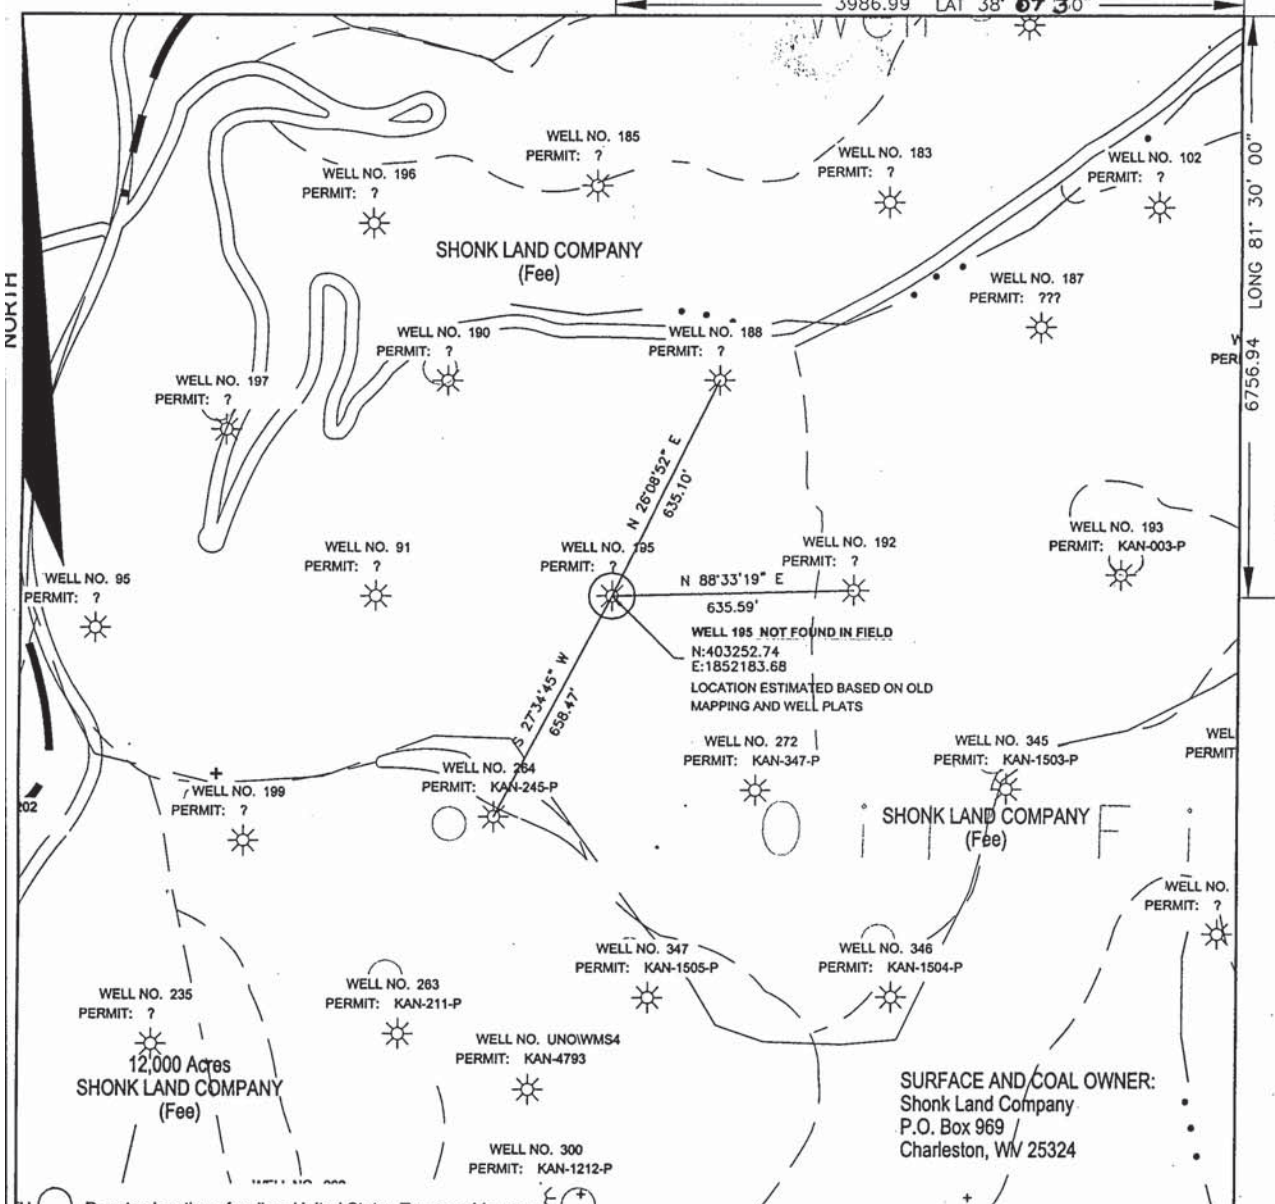 3986.99 LAT 38° 07' 30"
6756.94 LONG 81° 30' 00"
NORTH
WELL NO. 185
PERMIT: ?
WELL NO. 183
PERMIT: ?
WELL NO. 102
PERMIT: ?
WELL NO. 196
PERMIT: ?
SHONK LAND COMPANY
(Fee)
WELL NO. 187
PERMIT: ???
WELL NO. 190
PERMIT: ?
WELL NO. 188
PERMIT: ?
PER
WELL NO. 197
PERMIT: ?
N 26°08'52" E
635.10'
WELL NO. 193
PERMIT: KAN-003-P
WELL NO. 91
PERMIT: ?
WELL NO. 195
PERMIT: ?
WELL NO. 192
PERMIT: ?
WELL NO. 95
PERMIT: ?
N 88°33'19" E
635.59'
WELL 195 NOT FOUND IN FIELD
N:403252.74
E:1852183.68
LOCATION ESTIMATED BASED ON OLD
MAPPING AND WELL PLATS
S 27°34'45" W
658.47'
WELL NO. 272
PERMIT: KAN-347-P
WELL NO. 345
PERMIT: KAN-1503-P
WEL
PERMIT
WELL NO. 264
PERMIT: KAN-245-P
WELL NO. 199
PERMIT: ?
202
O Oil Fi
SHONK LAND COMPANY
(Fee)
WELL NO.
PERMIT: ?
WELL NO. 347
PERMIT: KAN-1505-P
WELL NO. 346
PERMIT: KAN-1504-P
WELL NO. 235
PERMIT: ?
WELL NO. 263
PERMIT: KAN-211-P
WELL NO. UNO\WMS4
PERMIT: KAN-4793
12,000 Acres
SHONK LAND COMPANY
(Fee)
SURFACE AND COAL OWNER:
Shonk Land Company
P.O. Box 969
Charleston, WV 25324
WELL NO. 300
PERMIT: KAN-1212-P